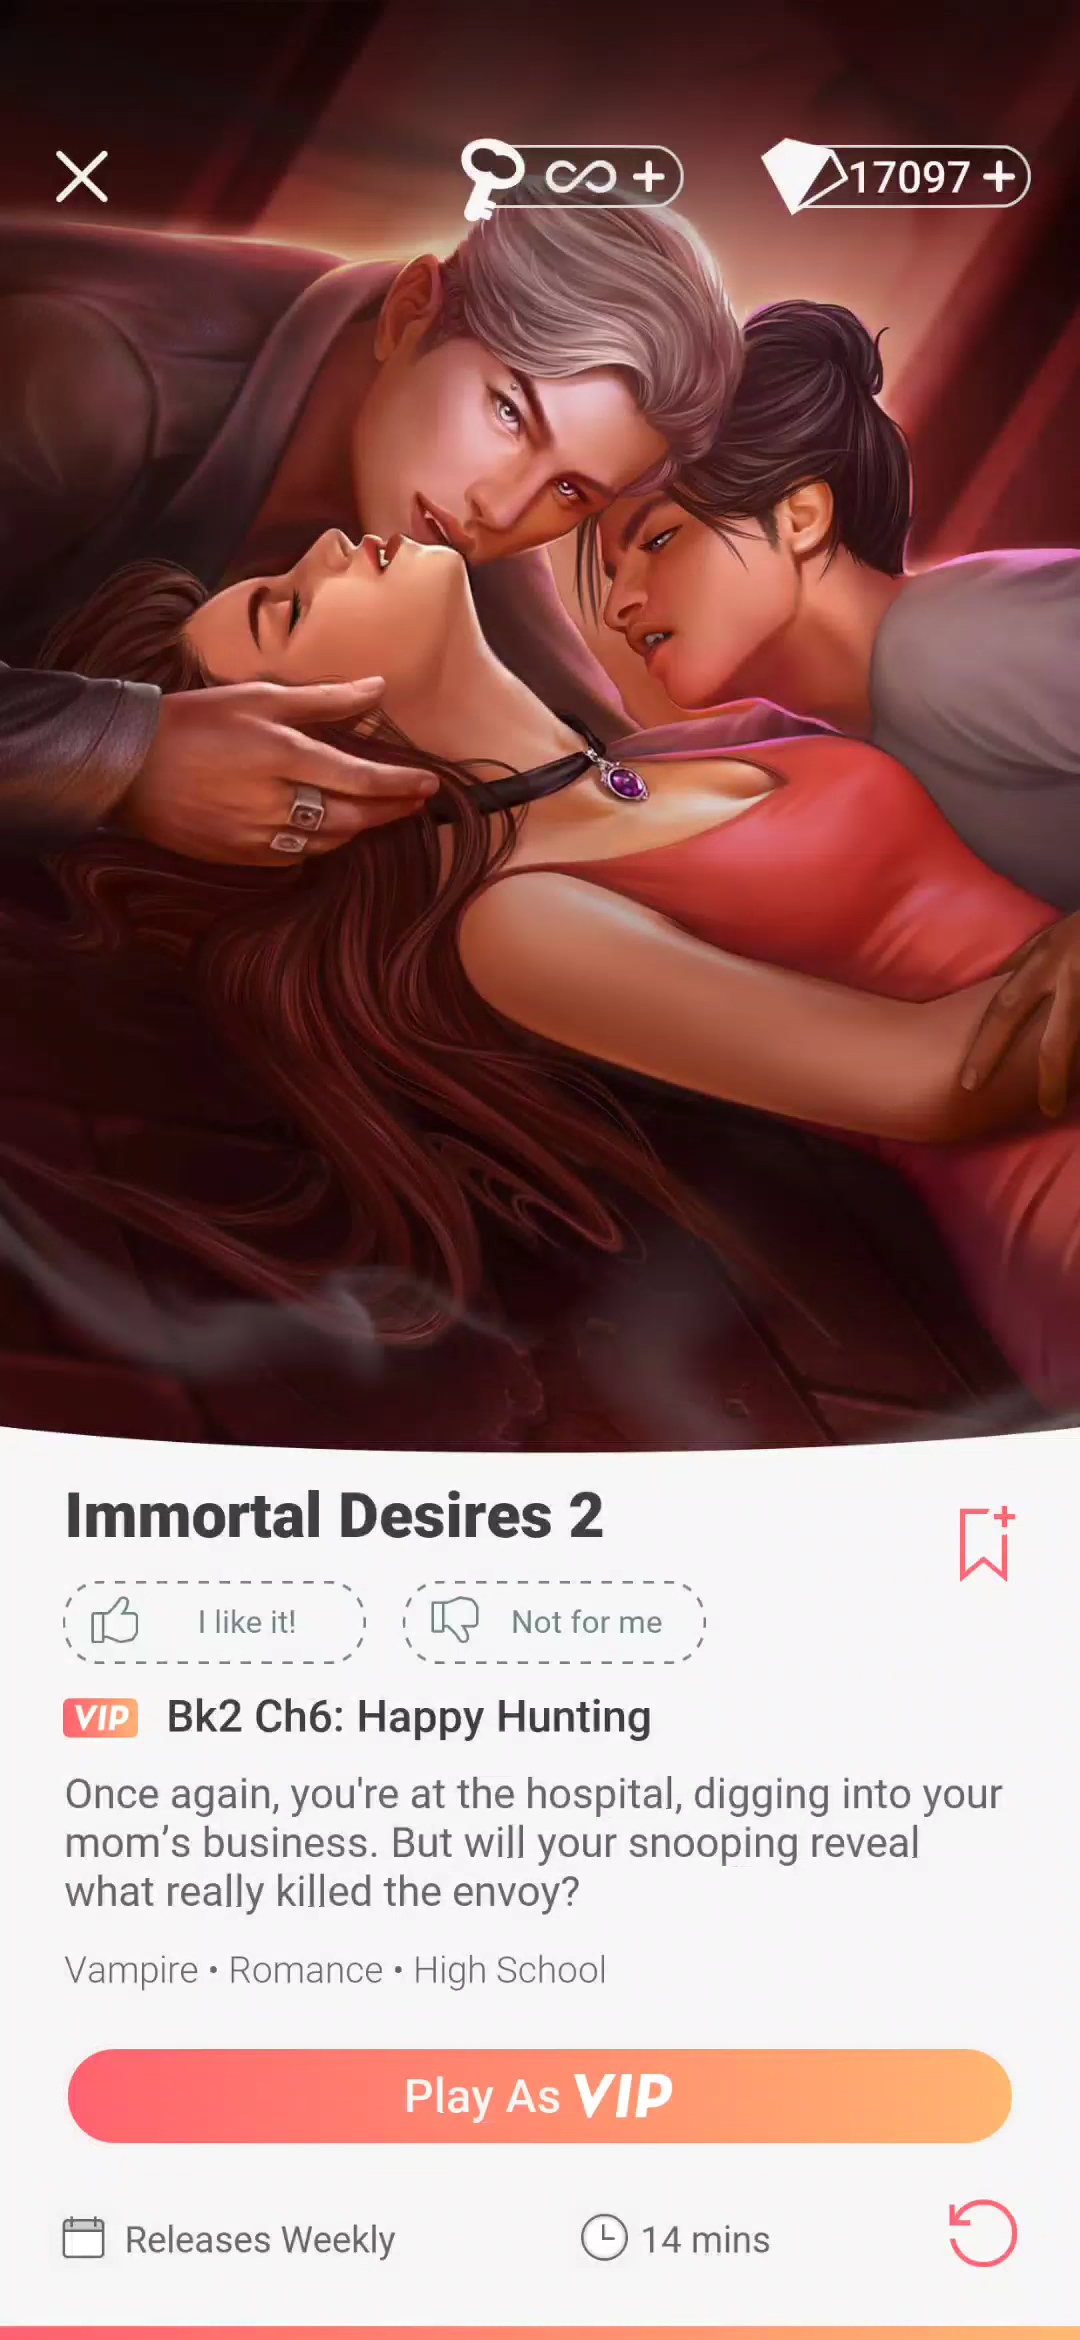 17097
Immortal Desires 2
I like it!
Not for me
VIP Bk2 Ch6: Happy Hunting
Once again, you're at the hospital, digging into your
mom’s business. But will your snooping reveal
what really killed the envoy?
Vampire • Romance • High School
Play As VIP
Releases Weekly
14 mins